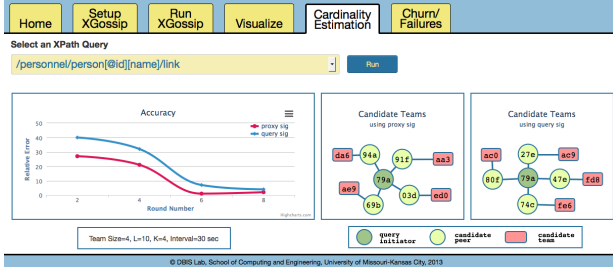 Home
Setup
XGossip
Run
XGossip
Visualize
Cardinality
Estimation
Churn/
Failures
Select an XPath Query
/personnel/person[@id][name]/link
Run
Accuracy
proxy sig
query sig
50
40
30
20
10
0
Relative Error
2 4 6 8
Round Number
Highcharts.com
Team Size=4, L=10, K=4, Interval=30 sec
Candidate Teams
using proxy sig
da6 94a 91f aa3
79a
ae9 69b 03d ed0
Candidate Teams
using query sig
ac0 27e ac9
80f 79a 47e fd8
74c fe6
query
initiator
candidate
peer
candidate
team
© DBIS Lab, School of Computing and Engineering, University of Missouri-Kansas City, 2013